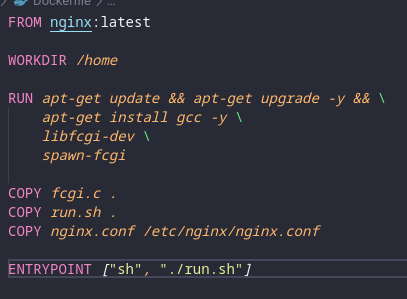 Dockerfile > ...
FROM nginx:latest
WORKDIR /home
RUN apt-get update && apt-get upgrade -y && \
apt-get install gcc -y \
libfcgi-dev \
spawn-fcgi
COPY fcgi.c .
COPY run.sh .
COPY nginx.conf /etc/nginx/nginx.conf
ENTRYPOINT ["sh", "./run.sh"]